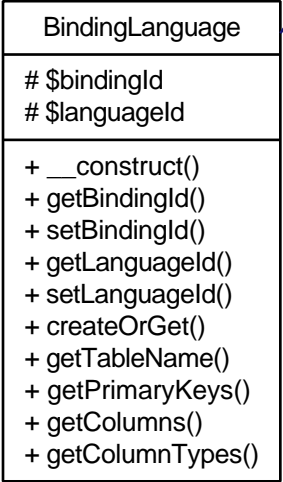 BindingLanguage
# $bindingId
# $languageId
+ __construct()
+ getBindingId()
+ setBindingId()
+ getLanguageId()
+ setLanguageId()
+ createOrGet()
+ getTableName()
+ getPrimaryKeys()
+ getColumns()
+ getColumnTypes()